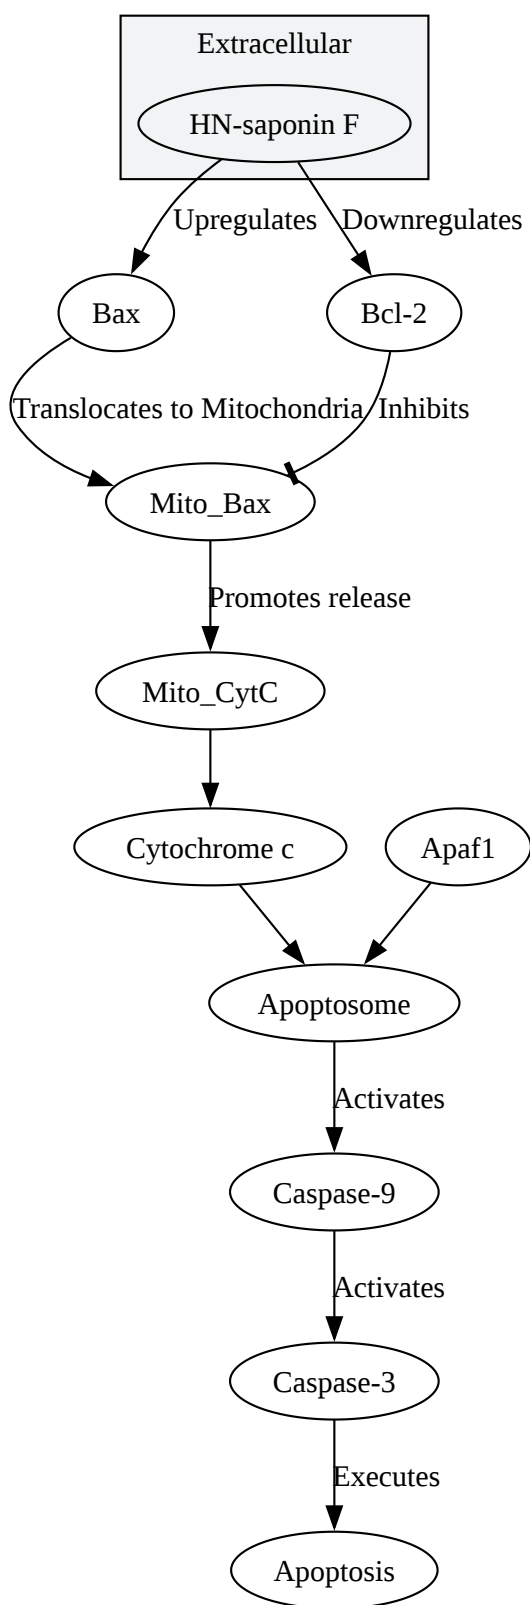 Extracellular
HN-saponin F
Upregulates
Downregulates
Bax
Bcl-2
Translocates to Mitochondria
Inhibits
Mito_Bax
Promotes release
Mito_CytC
Cytochrome c
Apaf1
Apoptosome
Activates
Caspase-9
Activates
Caspase-3
Executes
Apoptosis